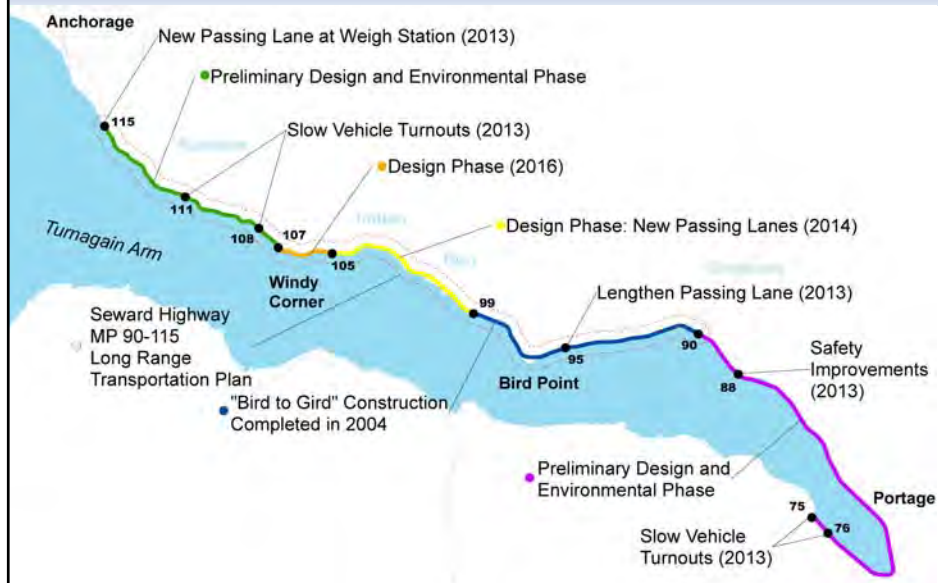 Anchorage
New Passing Lane at Weigh Station (2013)
Preliminary Design and Environmental Phase
115
Slow Vehicle Turnouts (2013)
Design Phase (2016)
111
108
107
Design Phase: New Passing Lanes (2014)
Turnagain Arm
105
Windy
Corner
99
Lengthen Passing Lane (2013)
Seward Highway
MP 90-115
Long Range
Transportation Plan
95
90
Bird Point
88
Safety
Improvements
(2013)
"Bird to Gird" Construction
Completed in 2004
Preliminary Design and
Environmental Phase
75
76
Portage
Slow Vehicle
Turnouts (2013)